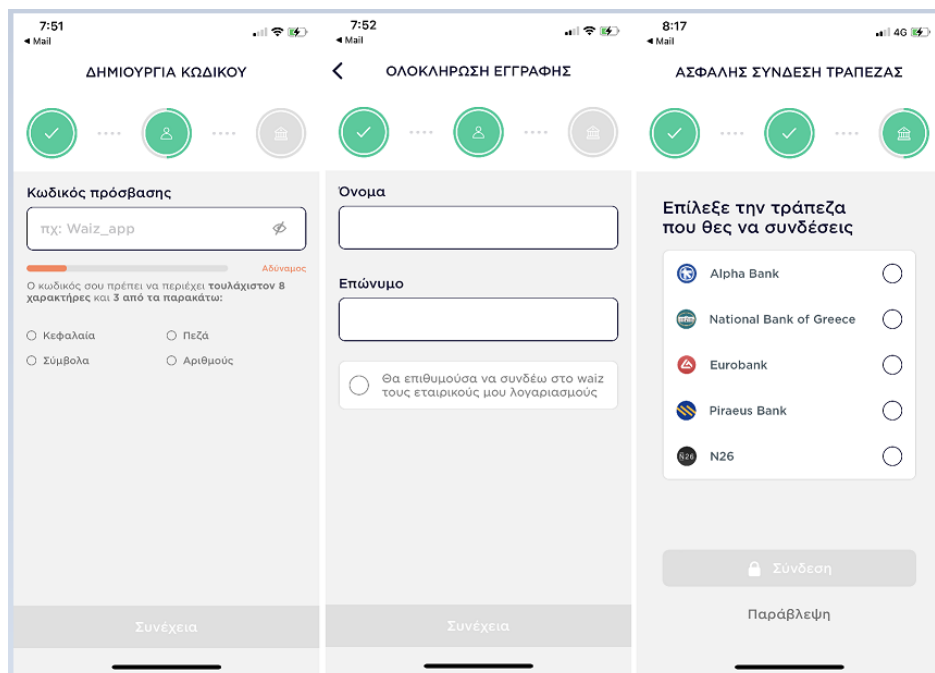 7:51
◀ Mail
ΔΗΜΙΟΥΡΓΙΑ ΚΩΔΙΚΟΥ
Κωδικός πρόσβασης
πχ: Waiz_app
Αδύναμος
Ο κωδικός σου πρέπει να περιέχει τουλάχιστον 8
χαρακτήρες και 3 από τα παρακάτω:
Κεφαλαία
Πεζά
Σύμβολα
Αριθμούς
Συνέχεια
7:52
◀ Mail
ΟΛΟΚΛΗΡΩΣΗ ΕΓΓΡΑΦΗΣ
Όνομα
Επώνυμο
Θα επιθυμούσα να συνδέω στο waiz
τους εταιρικούς μου λογαριασμούς
Συνέχεια
8:17
◀ Mail
4G
ΑΣΦΑΛΗΣ ΣΥΝΔΕΣΗ ΤΡΑΠΕΖΑΣ
Επίλεξε την τράπεζα
που θες να συνδέσεις
Alpha Bank
National Bank of Greece
Eurobank
Piraeus Bank
N26
N26
Σύνδεση
Παράβλεψη